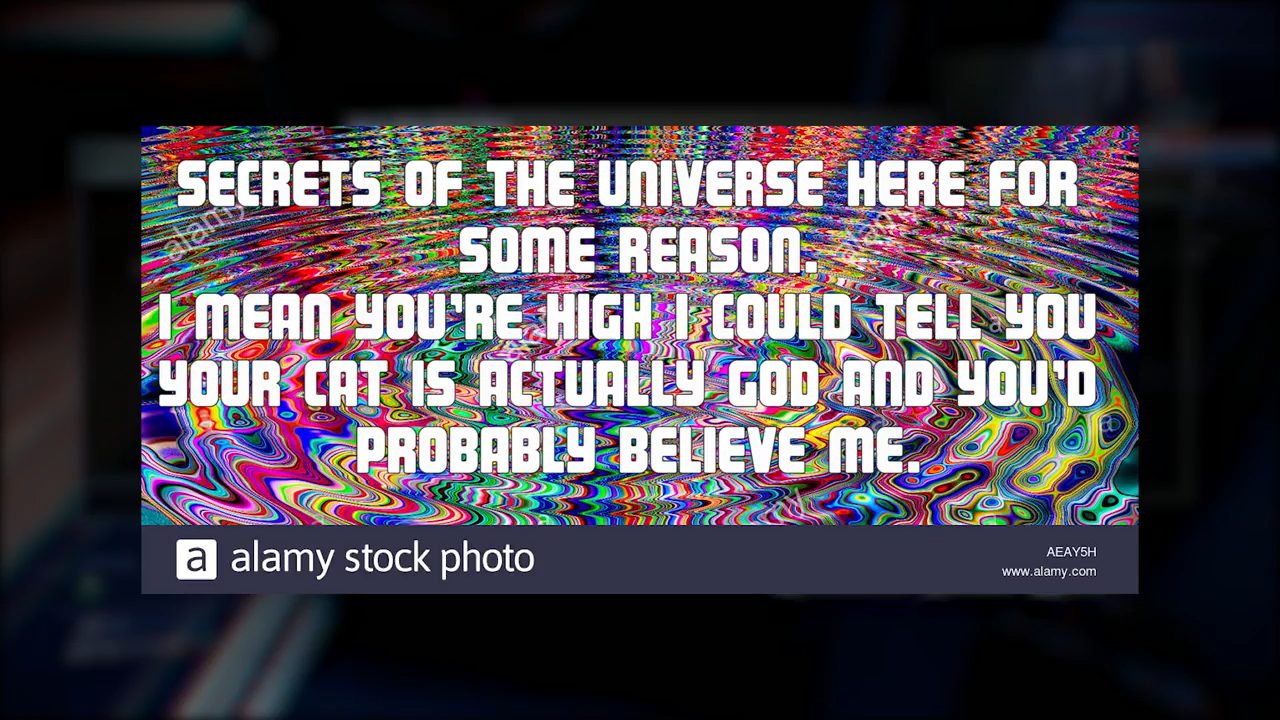 SECRETS OF THE UNIVERSE HERE FOR
SOME REASON.
I MEAN YOU'RE HIGH I COULD TELL YOU
YOUR CAT IS ACTUALLY GOD AND YOU'D
PROBABLY BELIEVE ME.
alamy
a alamy stock photo
AEAY5H
www.alamy.com